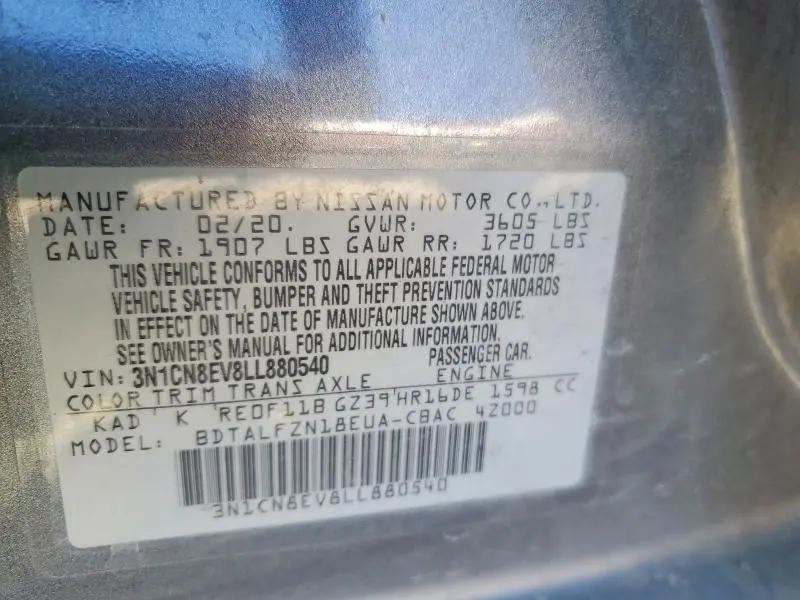 MANUFACTURED BY NISSAN MOTOR CO.,LTD.
DATE: 02/20. GVWR: 3605 LBS
GAWR FR: 1907 LBS GAWR RR: 1720 LBS
THIS VEHICLE CONFORMS TO ALL APPLICABLE FEDERAL MOTOR
VEHICLE SAFETY, BUMPER AND THEFT PREVENTION STANDARDS
IN EFFECT ON THE DATE OF MANUFACTURE SHOWN ABOVE.
SEE OWNER'S MANUAL FOR ADDITIONAL INFORMATION.
VIN: 3N1CN8EV8LL880540 PASSENGER CAR.
COLOR TRIM TRANS AXLE ENGINE
KAD K RE0F11B GZ39 HR16DE 1598 CC
MODEL: BDTALFZN18EUA-CBAC 4Z000
3N1CN8EV8LL880540